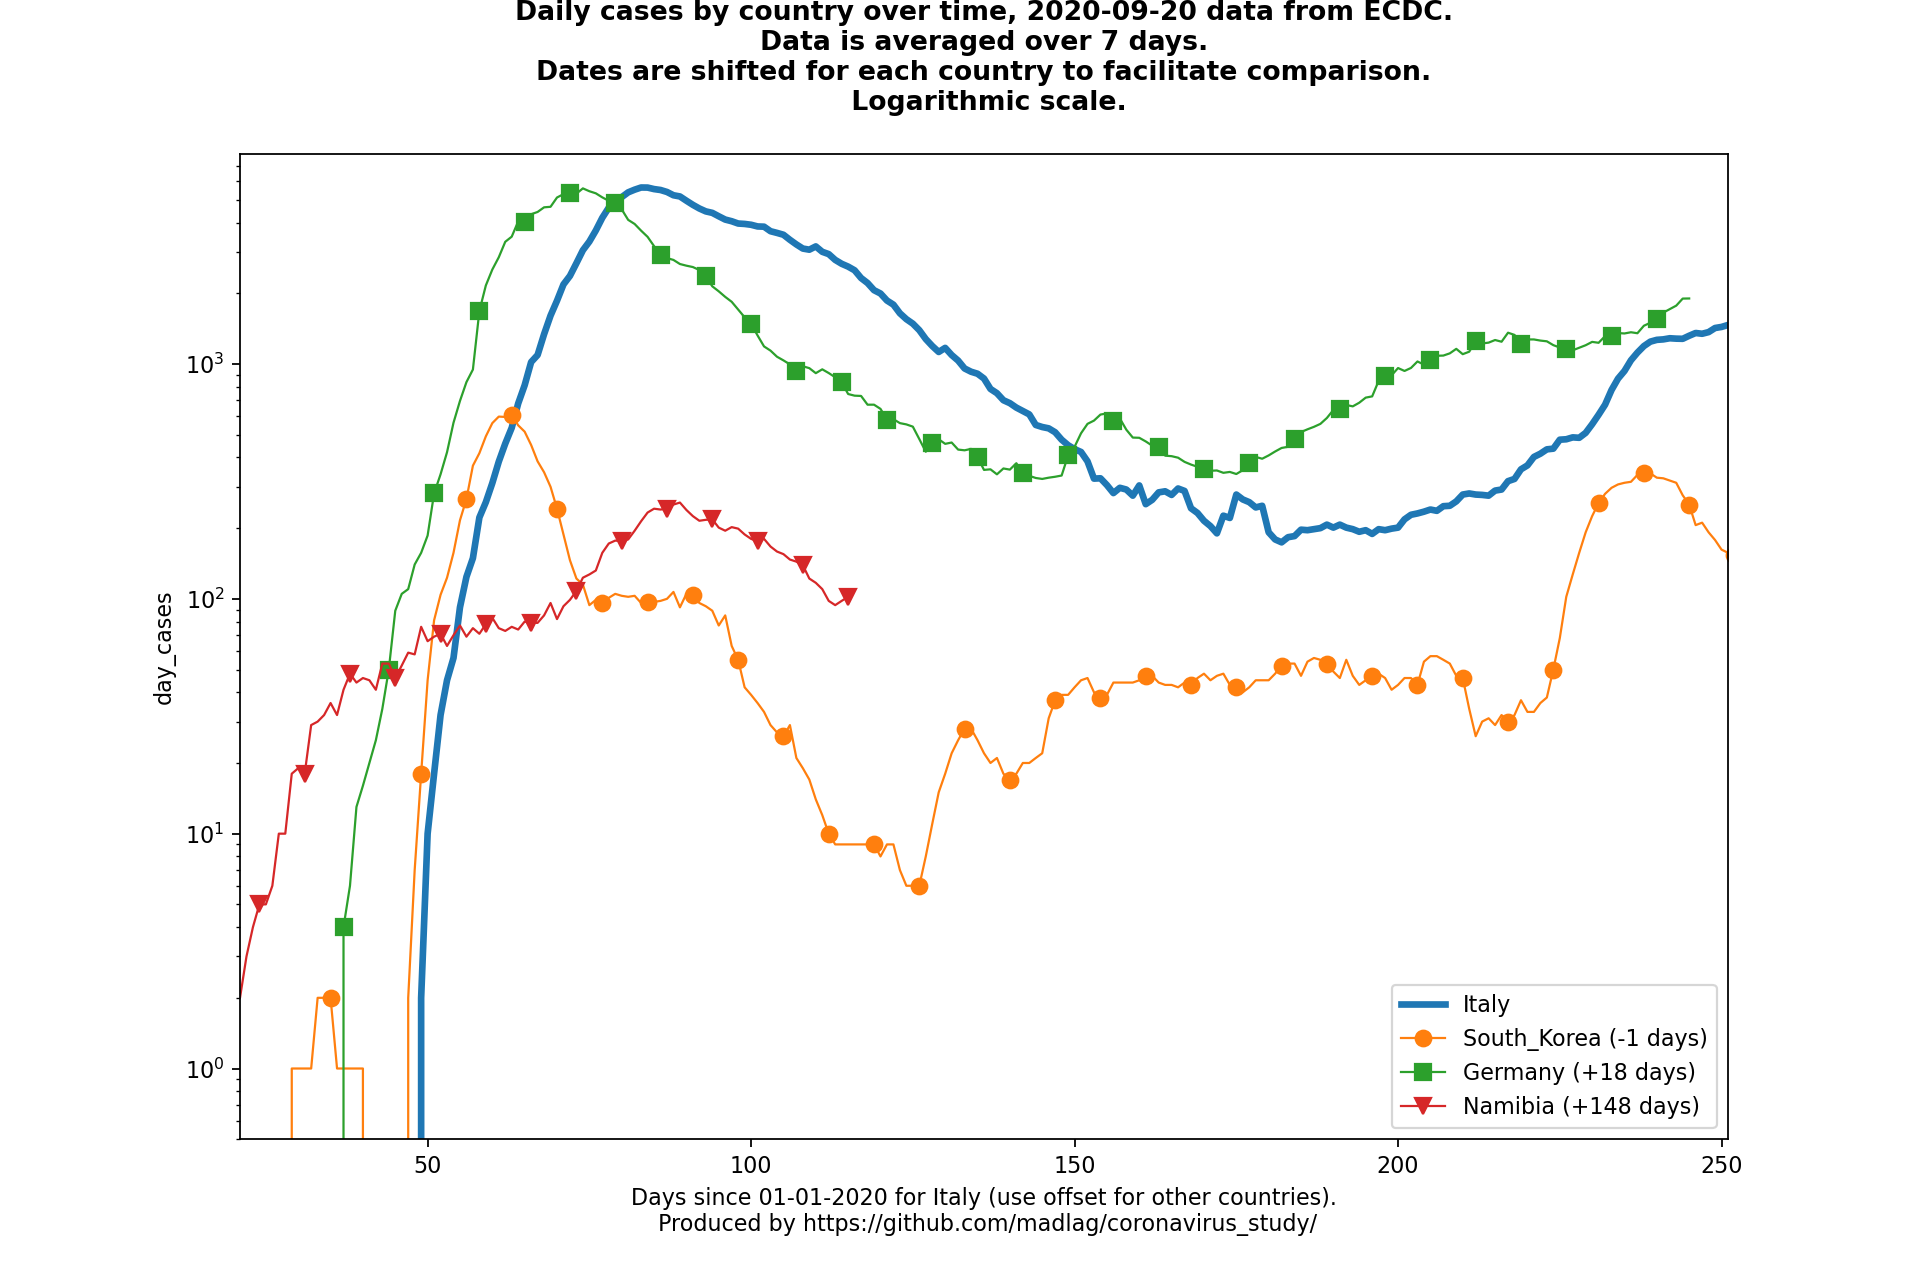 Daily cases by country over time, 2020-09-20 data from ECDC.
Data is averaged over 7 days.
Dates are shifted for each country to facilitate comparison.
Logarithmic scale.
10³
10²
10¹
10⁰
day_cases
Italy
South_Korea (-1 days)
Germany (+18 days)
Namibia (+148 days)
50
100
150
200
250
Days since 01-01-2020 for Italy (use offset for other countries).
Produced by https://github.com/madlag/coronavirus_study/